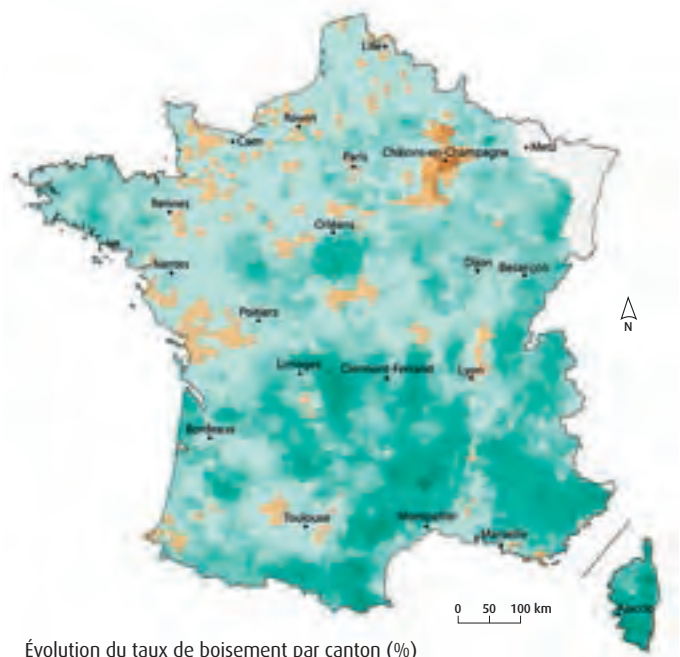 Lille
Rouen
Caen
Châlons-en-Champagne
Metz
Paris
Rennes
Orléans
Nantes
Dijon
Besançon
Poitiers
N
Limoges
Clermont-Ferrand
Lyon
Bordeaux
Toulouse
Montpellier
Marseille
Ajaccio
0 50 100 km
Évolution du taux de boisement par canton (%)